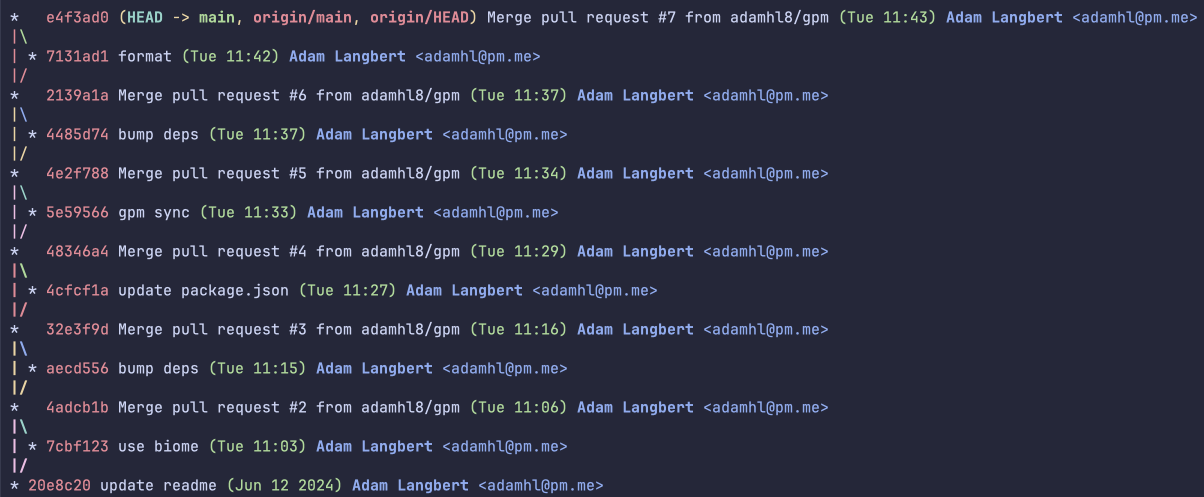 *   e4f3ad0 (HEAD -> main, origin/main, origin/HEAD) Merge pull request #7 from adamhl8/gpm (Tue 11:43) Adam Langbert <adamhl@pm.me>
|\
| * 7131ad1 format (Tue 11:42) Adam Langbert <adamhl@pm.me>
|/
*   2139a1a Merge pull request #6 from adamhl8/gpm (Tue 11:37) Adam Langbert <adamhl@pm.me>
|\
| * 4485d74 bump deps (Tue 11:37) Adam Langbert <adamhl@pm.me>
|/
*   4e2f788 Merge pull request #5 from adamhl8/gpm (Tue 11:34) Adam Langbert <adamhl@pm.me>
|\
| * 5e59566 gpm sync (Tue 11:33) Adam Langbert <adamhl@pm.me>
|/
*   48346a4 Merge pull request #4 from adamhl8/gpm (Tue 11:29) Adam Langbert <adamhl@pm.me>
|\
| * 4cfcf1a update package.json (Tue 11:27) Adam Langbert <adamhl@pm.me>
|/
*   32e3f9d Merge pull request #3 from adamhl8/gpm (Tue 11:16) Adam Langbert <adamhl@pm.me>
|\
| * aecd556 bump deps (Tue 11:15) Adam Langbert <adamhl@pm.me>
|/
*   4adcb1b Merge pull request #2 from adamhl8/gpm (Tue 11:06) Adam Langbert <adamhl@pm.me>
|\
| * 7cbf123 use biome (Tue 11:03) Adam Langbert <adamhl@pm.me>
|/
* 20e8c20 update readme (Jun 12 2024) Adam Langbert <adamhl@pm.me>